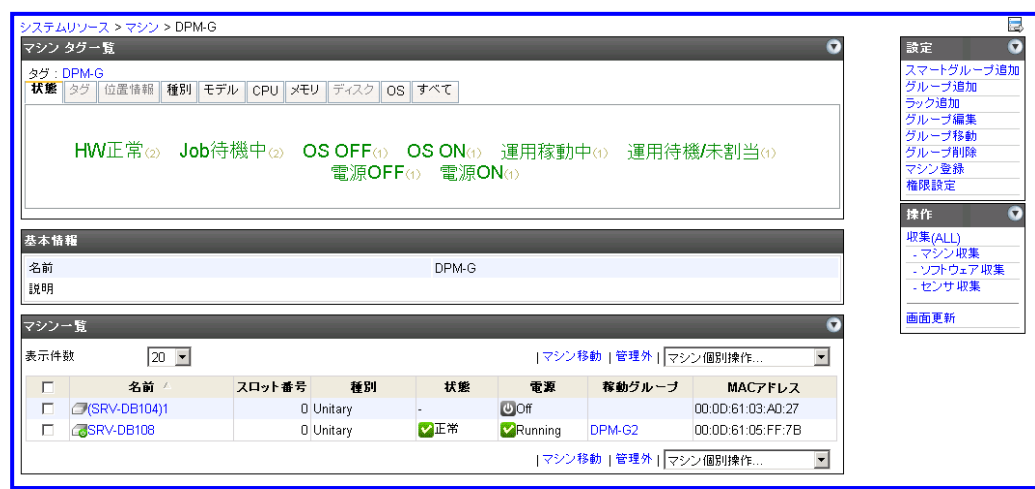 システムリソース > マシン > DPM-G
マシン タグ一覧
タグ : DPM-G
状態 タグ 位置情報 種別 モデル CPU メモリ ディスク OS すべて
HW正常(2) Job待機中(2) OS OFF(1) OS ON(1) 運用稼動中(1) 運用待機/未割当(1)
電源OFF(1) 電源ON(1)
基本情報
名前 DPM-G
説明
マシン一覧
表示件数 20 | マシン移動 | 管理外 | マシン個別操作...
名前 スロット番号 種別 状態 電源 稼動グループ MACアドレス
(SRV-DB104)1 0 Unitary - Off 00:0D:61:03:A0:27
SRV-DB108 0 Unitary 正常 Running DPM-G2 00:0D:61:05:FF:7B
| マシン移動 | 管理外 | マシン個別操作...
設定
スマートグループ追加
グループ追加
ラック追加
グループ編集
グループ移動
グループ削除
マシン登録
権限設定
操作
収集(ALL)
- マシン収集
- ソフトウェア収集
- センサ収集
画面更新